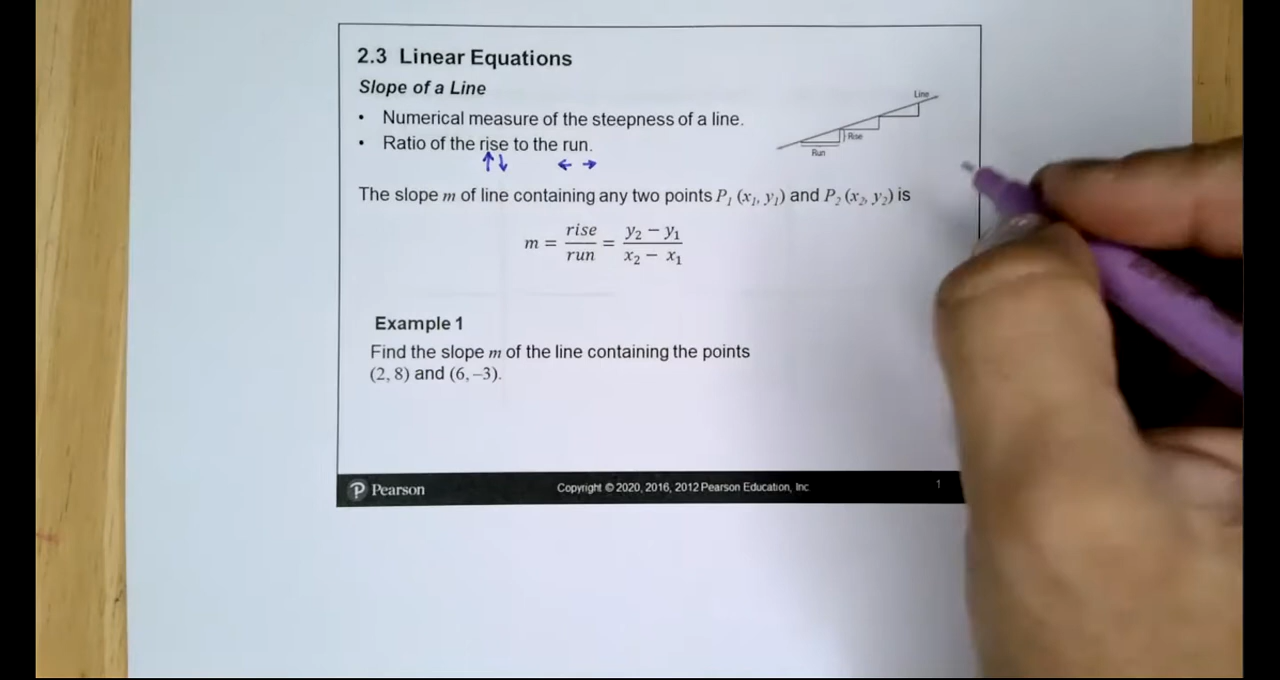 2.3 Linear Equations
Slope of a Line
• Numerical measure of the steepness of a line.
• Ratio of the rise to the run.
Line
Rise
Run
The slope m of line containing any two points P₁ (x₁, y₁) and P₂ (x₂, y₂) is
m = rise/run = (y₂ − y₁)/(x₂ − x₁)
Example 1
Find the slope m of the line containing the points
(2, 8) and (6, –3).
Pearson
Copyright © 2020, 2016, 2012 Pearson Education, Inc
1